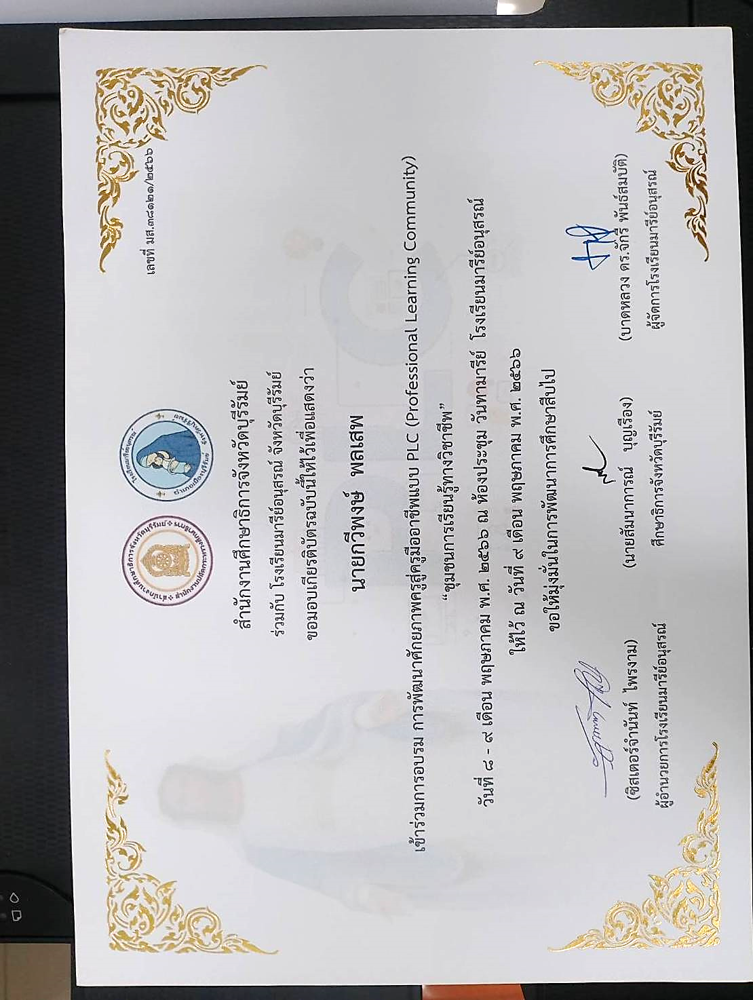 เลขที่ มส.๓๘๑๒๑/๒๕๖๖
สำนักงานศึกษาธิการจังหวัดบุรีรัมย์
ร่วมกับ โรงเรียนมารีย์อนุสรณ์ จังหวัดบุรีรัมย์
ขอมอบเกียรติบัตรฉบับนี้ให้ไว้เพื่อแสดงว่า
นายกวีพงษ์ พลเสพ
เข้าร่วมการอบรม การพัฒนาศักยภาพครูสู่ครูมืออาชีพแบบ PLC (Professional Learning Community)
“ชุมชนการเรียนรู้ทางวิชาชีพ”
วันที่ ๘ - ๙ เดือน พฤษภาคม พ.ศ. ๒๕๖๖ ณ ห้องประชุม วันทามารีย์ โรงเรียนมารีย์อนุสรณ์
ให้ไว้ ณ วันที่ ๙ เดือน พฤษภาคม พ.ศ. ๒๕๖๖
ขอให้มุ่งมั่นในการพัฒนาการศึกษาสืบไป
(ซิสเตอร์จำนันท์ ไพรงาม)
ผู้อำนวยการโรงเรียนมารีย์อนุสรณ์
(นายสัมนาการณ์ บุญเรือง)
ศึกษาธิการจังหวัดบุรีรัมย์
(บาดหลวง ดร.จักรี พันธ์สมบัติ)
ผู้จัดการโรงเรียนมารีย์อนุสรณ์